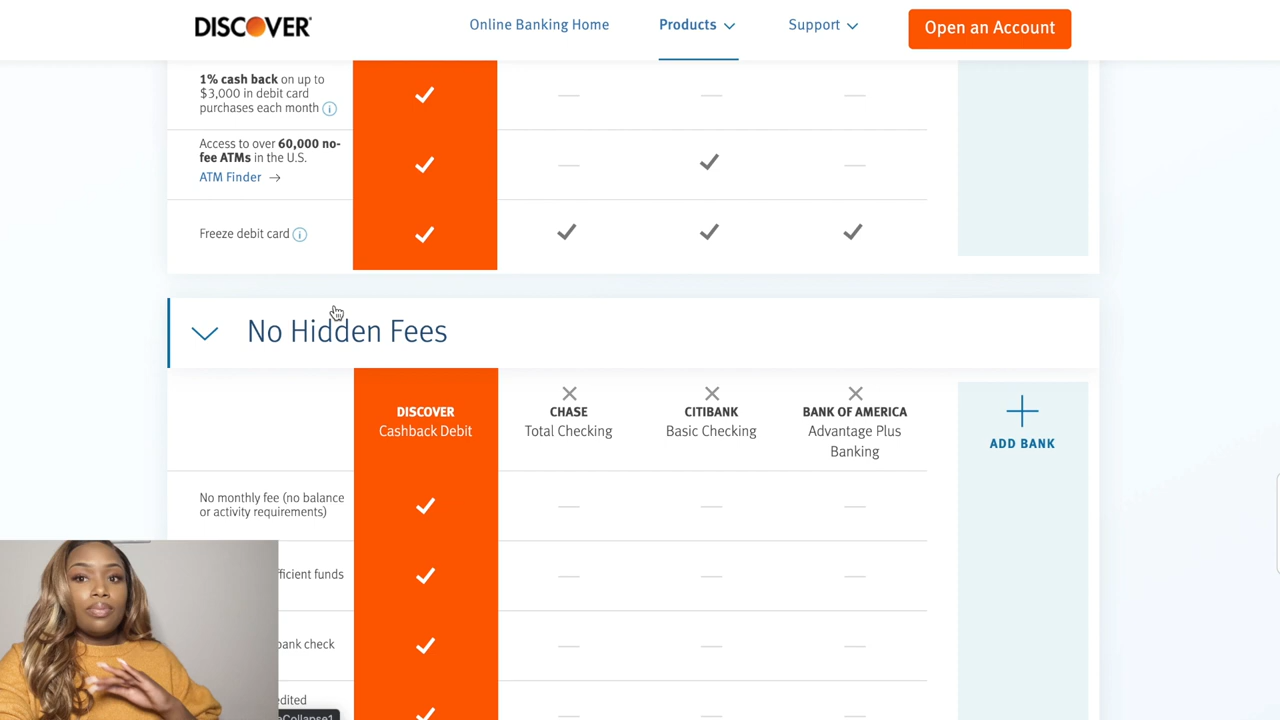 DISCOVER
Online Banking Home
Products
Support
Open an Account
1% cash back on up to
$3,000 in debit card
purchases each month
Access to over 60,000 no-
fee ATMs in the U.S.
ATM Finder →
Freeze debit card
No Hidden Fees
DISCOVER
Cashback Debit
CHASE
Total Checking
CITIBANK
Basic Checking
BANK OF AMERICA
Advantage Plus
Banking
ADD BANK
No monthly fee (no balance
or activity requirements)
funds
check